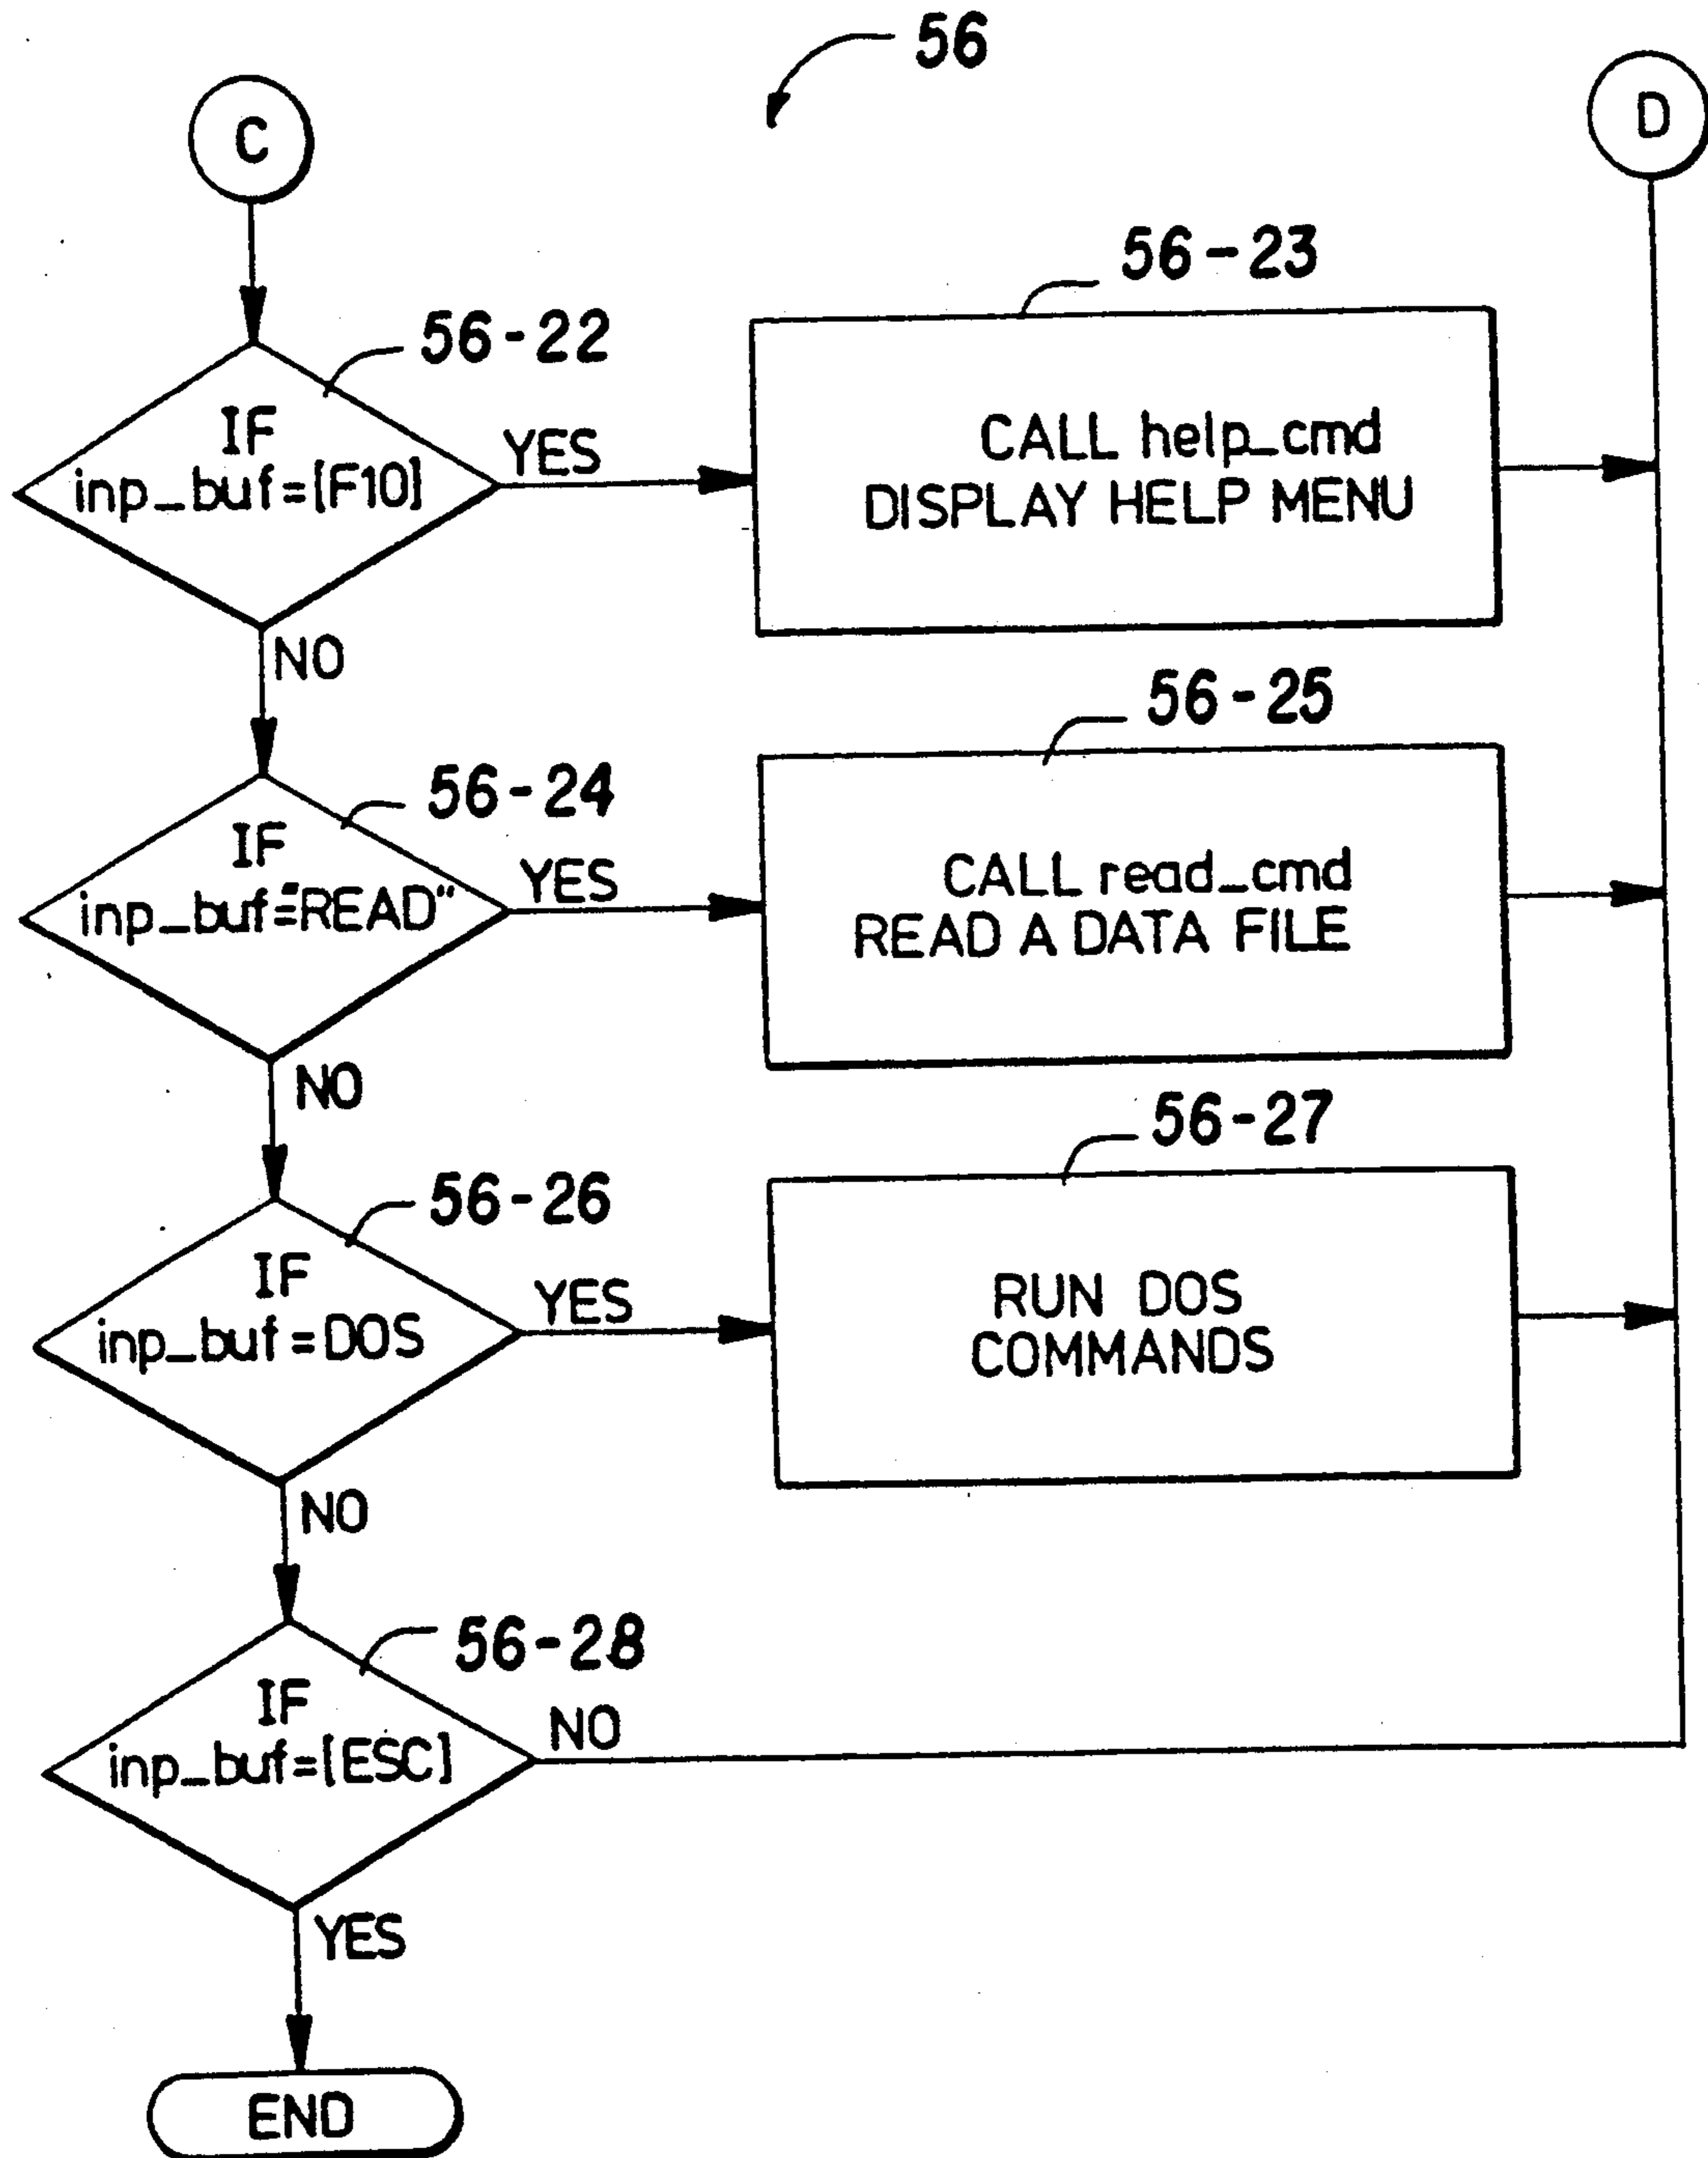 56
C
D
56-22
56-23
IF
inp_buf=[F10]
YES
CALL help_cmd
DISPLAY HELP MENU
NO
56-24
56-25
IF
inp_buf="READ"
YES
CALL read_cmd
READ A DATA FILE
NO
56-26
56-27
IF
inp_buf=DOS
YES
RUN DOS
COMMANDS
NO
56-28
IF
inp_buf=[ESC]
NO
YES
END